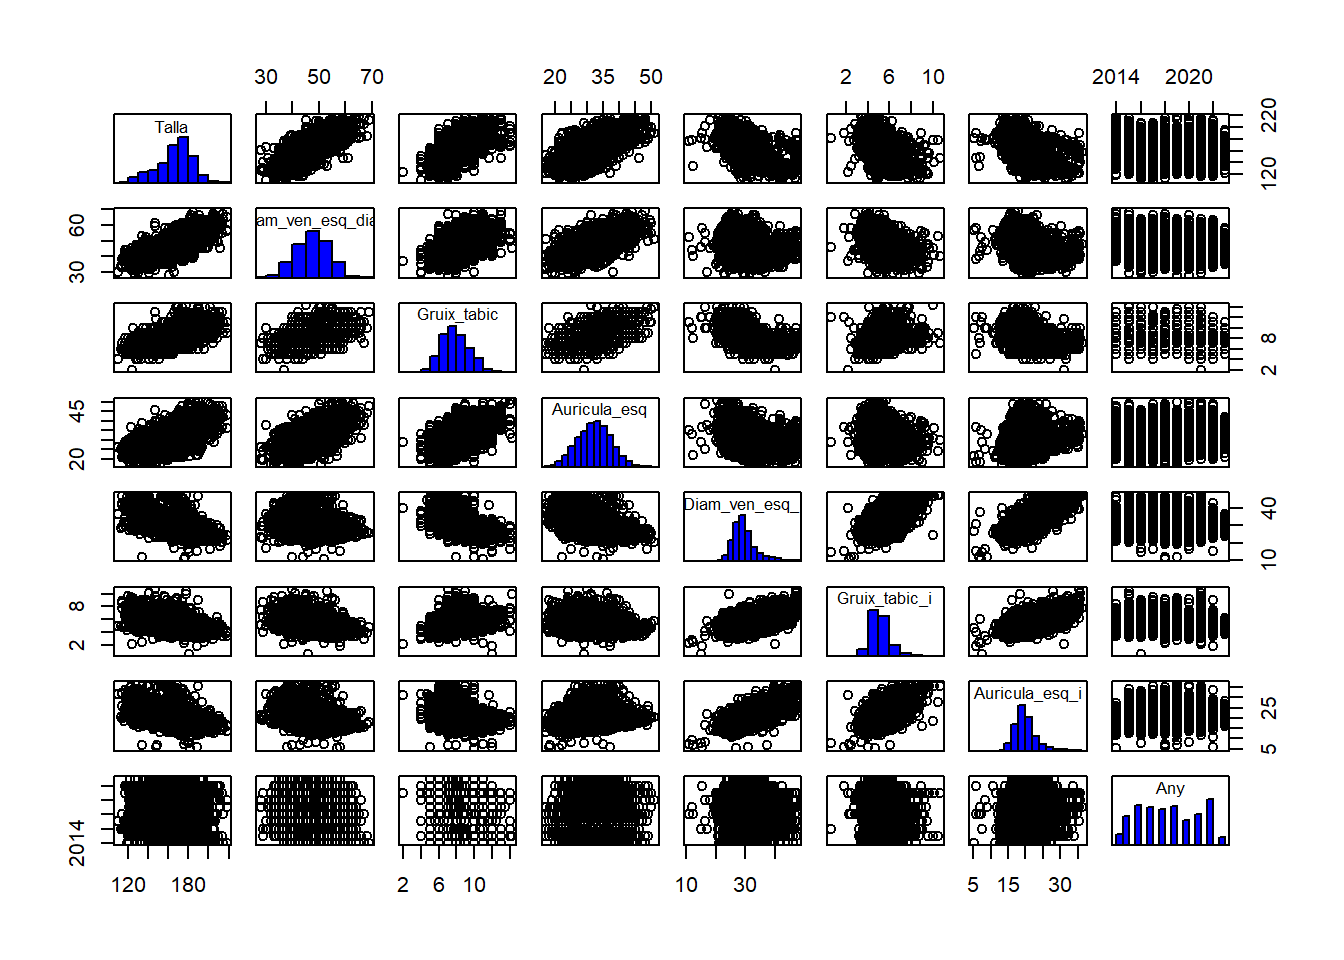 30 50 70 20 35 50 2 6 10 2014 2020
Talla
120 220
am_ven_esq_dia
30 60
Gruix_tabic
2 8
Auricula_esq
20 45
Diam_ven_esq_
10 40
Gruix_tabic_i
2 8
Auricula_esq_i
5 25
Any
2014
120 180 2 6 10 10 30 5 15 30